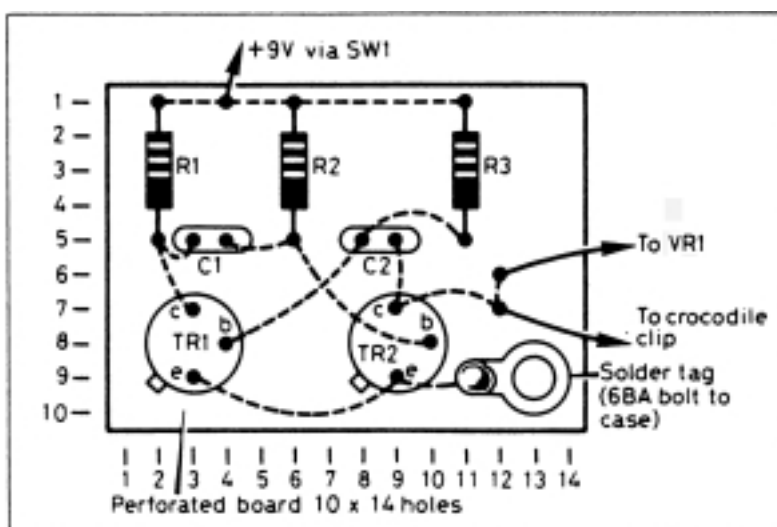 +9V via SW1
1
2
3
4
5
6
7
8
9
10
R1
R2
R3
C1
C2
To VR1
c
b
TR1
e
c
b
TR2
e
To crocodile
clip
Solder tag
(6BA bolt to
case)
1 2 3 4 5 6 7 8 9 10 11 12 13 14
Perforated board 10 x 14 holes